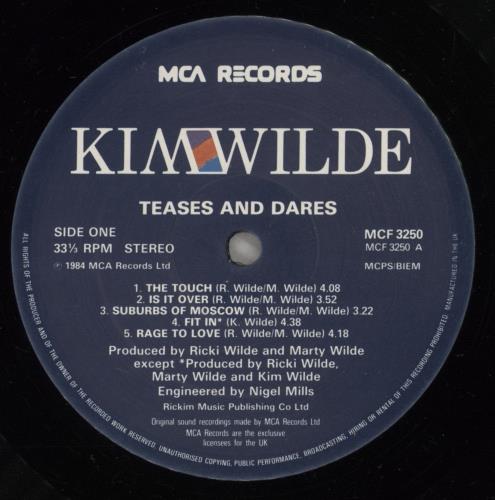 MCA RECORDS
KIM WILDE
TEASES AND DARES
SIDE ONE
33⅓ RPM STEREO
℗ 1984 MCA Records Ltd
MCF 3250
MCF 3250 A
MCPS/BIEM
1. THE TOUCH (R. Wilde/M. Wilde) 4.08
2. IS IT OVER (R. Wilde/M. Wilde) 3.52
3. SUBURBS OF MOSCOW (R. Wilde/M. Wilde) 3.22
4. FIT IN* (K. Wilde) 4.38
5. RAGE TO LOVE (R. Wilde/M. Wilde) 4.18
Produced by Ricki Wilde and Marty Wilde
except *Produced by Ricki Wilde,
Marty Wilde and Kim Wilde
Engineered by Nigel Mills
Rickim Music Publishing Co Ltd
Original sound recordings made by MCA Records Ltd
MCA Records are the exclusive
licensees for the UK
ALL RIGHTS OF THE PRODUCER AND OF THE OWNER OF THE RECORDED WORK RESERVED. UNAUTHORISED COPYING, PUBLIC PERFORMANCE, BROADCASTING, HIRING OR RENTAL OF THIS RECORDING PROHIBITED. MANUFACTURED IN THE UK